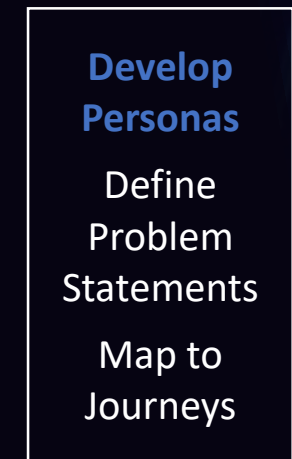 Develop
Personas
Define
Problem
Statements
Map to
Journeys